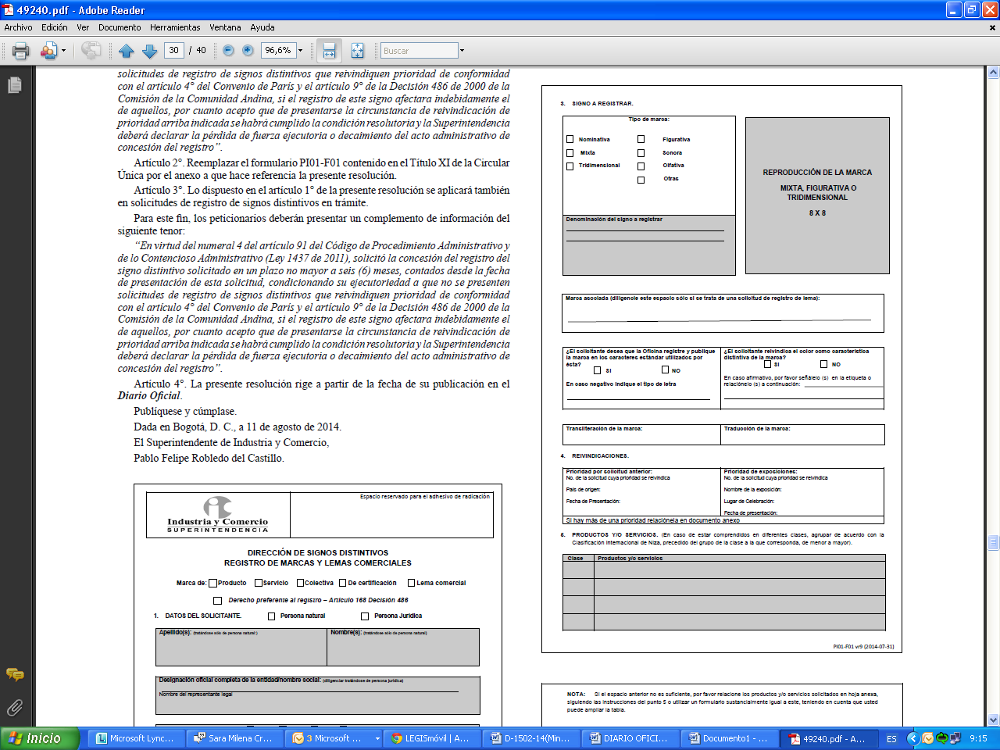 49240.pdf - Adobe Reader
Archivo Edición Ver Documento Herramientas Ventana Ayuda
30 / 40 96,6% Buscar
solicitudes de registro de signos distintivos que reivindiquen prioridad de conformidad
con el artículo 4° del Convenio de París y el artículo 9° de la Decisión 486 de 2000 de la
Comisión de la Comunidad Andina, si el registro de este signo afectara indebidamente el
de aquellos, por cuanto acepto que de presentarse la circunstancia de reivindicación de
prioridad arriba indicada se habrá cumplido la condición resolutoria y la Superintendencia
deberá declarar la pérdida de fuerza ejecutoria o decaimiento del acto administrativo de
concesión del registro”.
Artículo 2°. Reemplazar el formulario PI01-F01 contenido en el Título XI de la Circular
Única por el anexo a que hace referencia la presente resolución.
Artículo 3°. Lo dispuesto en el artículo 1° de la presente resolución se aplicará también
en solicitudes de registro de signos distintivos en trámite.
Para este fin, los peticionarios deberán presentar un complemento de información del
siguiente tenor:
“En virtud del numeral 4 del artículo 91 del Código de Procedimiento Administrativo y
de lo Contencioso Administrativo (Ley 1437 de 2011), solicitó la concesión del registro del
signo distintivo solicitado en un plazo no mayor a seis (6) meses, contados desde la fecha
de presentación de esta solicitud, condicionando su ejecutoriedad a que no se presenten
solicitudes de registro de signos distintivos que reivindiquen prioridad de conformidad
con el artículo 4° del Convenio de París y el artículo 9° de la Decisión 486 de 2000 de la
Comisión de la Comunidad Andina, si el registro de este signo afectara indebidamente el
de aquellos, por cuanto acepto que de presentarse la circunstancia de reivindicación de
prioridad arriba indicada se habrá cumplido la condición resolutoria y la Superintendencia
deberá declarar la pérdida de fuerza ejecutoria o decaimiento del acto administrativo de
concesión del registro”.
Artículo 4°. La presente resolución rige a partir de la fecha de su publicación en el
Diario Oficial.
Publíquese y cúmplase.
Dada en Bogotá, D. C., a 11 de agosto de 2014.
El Superintendente de Industria y Comercio,
Pablo Felipe Robledo del Castillo.
Industria y Comercio
SUPERINTENDENCIA
Espacio reservado para el adhesivo de radicación
DIRECCIÓN DE SIGNOS DISTINTIVOS
REGISTRO DE MARCAS Y LEMAS COMERCIALES
Marca de: Producto Servicio Colectiva De certificación Lema comercial
Derecho preferente al registro – Artículo 168 Decisión 486
1. DATOS DEL SOLICITANTE. Persona natural Persona Jurídica
Apellido(s): (tratándose sólo de persona natural:) Nombre(s): (tratándose sólo de persona natural)
Designación oficial completa de la entidad/nombre social: (diligenciar tratándose de persona jurídica)
Nombre del representante legal
3. SIGNO A REGISTRAR.
Tipo de marca:
Nominativa Figurativa
Mixta Sonora
Tridimensional Olfativa
Otras
Denominación del signo a registrar
REPRODUCCIÓN DE LA MARCA
MIXTA, FIGURATIVA O
TRIDIMENSIONAL
8 X 8
Marca asociada (diligencie este espacio sólo si se trata de una solicitud de registro de lema):
¿El solicitante desea que la Oficina registre y publique
la marca en los caracteres estándar utilizados por
ésta?
SI NO
En caso negativo indique el tipo de letra
¿El solicitante reivindica el color como característica
distintiva de la marca?
SI NO
En caso afirmativo, por favor señálelo (s) en la etiqueta o
relaciónelo (s) a continuación:
Transliteración de la marca: Traducción de la marca:
4. REIVINDICACIONES.
Prioridad por solicitud anterior:
No. de la solicitud cuya prioridad se reivindica
País de origen:
Fecha de Presentación:
Prioridad de exposiciones:
No. de la solicitud cuya prioridad se reivindica
Nombre de la exposición:
Lugar de Celebración:
Fecha de presentación:
Si hay más de una prioridad relaciónela en documento anexo
5. PRODUCTOS Y/O SERVICIOS. (En caso de estar comprendidos en diferentes clases, agrupar de acuerdo con la
Clasificación Internacional de Niza, precedido del grupo de la clase a la que corresponda, de menor a mayor).
Clase Productos y/o servicios
PI01-F01 vr9 (2014-07-31)
NOTA: Si el espacio anterior no es suficiente, por favor relacione los productos y/o servicios solicitados en hoja anexa,
siguiendo las instrucciones del punto 5 o utilizar un formulario sustancialmente igual a este, teniendo en cuenta que usted
puede ampliar la tabla.
Inicio Microsoft Lync... Sara Milena Cr... 3 Microsoft ... LEGISmóvil | A... D-1502-14(Min... DIARIO OFICI... Documento1 - ... 49240.pdf - A... ES 9:15